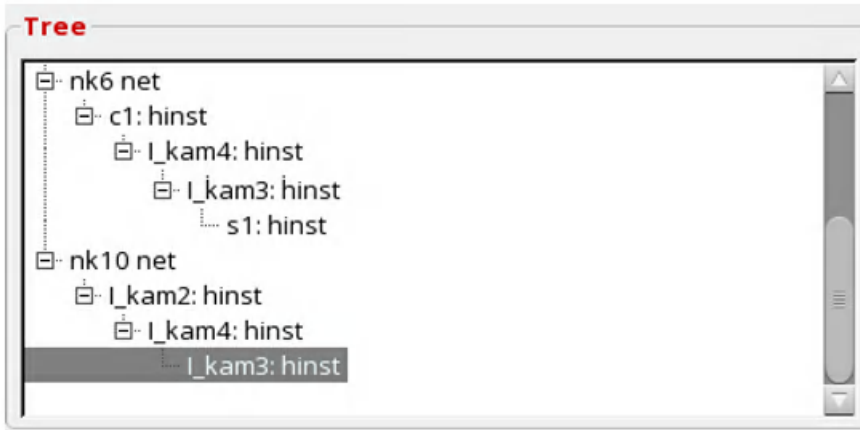 Tree
nk6 net
c1: hinst
I_kam4: hinst
I_kam3: hinst
s1: hinst
nk10 net
I_kam2: hinst
I_kam4: hinst
I_kam3: hinst